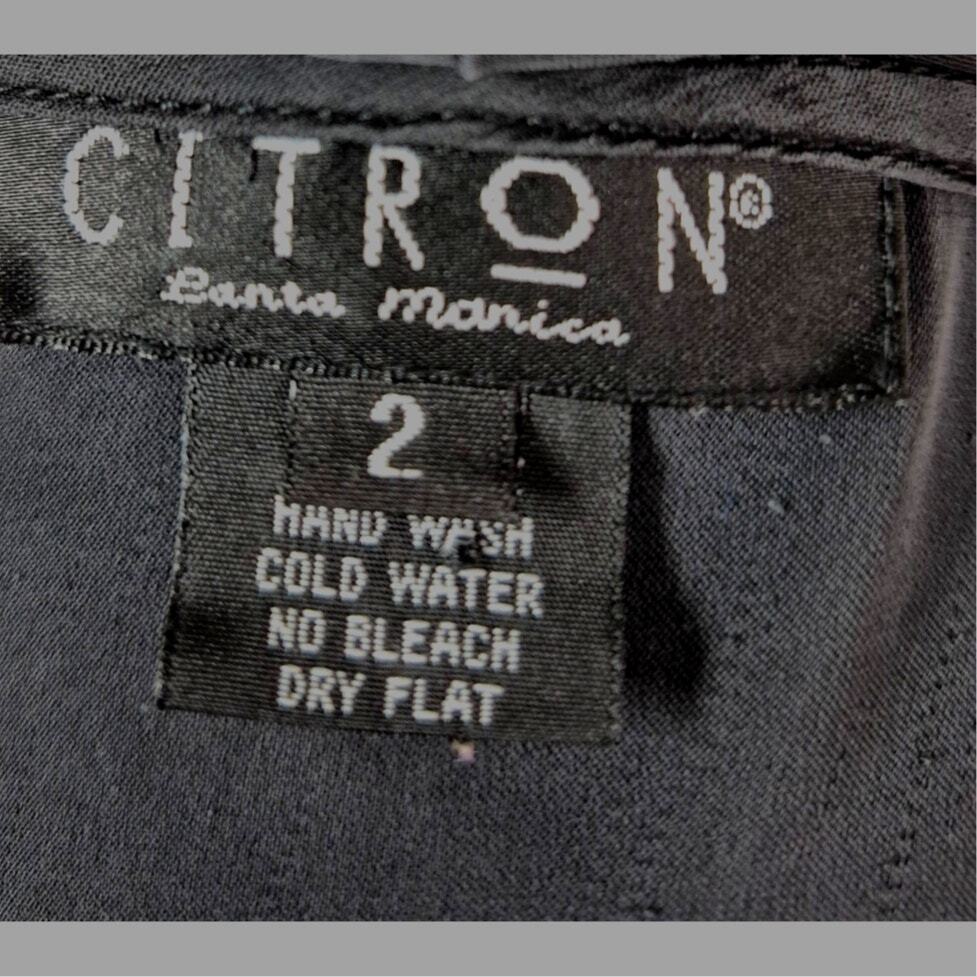 CITRON®
Santa Monica
2
HAND WASH
COLD WATER
NO BLEACH
DRY FLAT